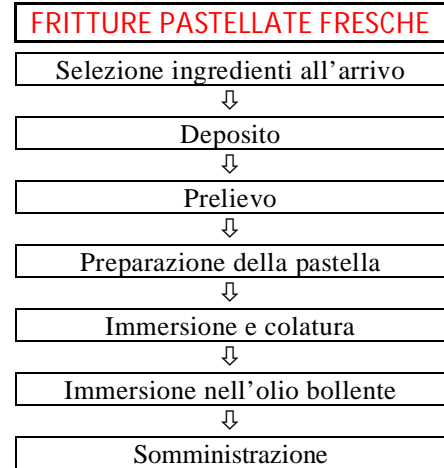 FRITTURE PASTELLATE FRESCHE
Selezione ingredienti all'arrivo
⇩
Deposito
⇩
Prelievo
⇩
Preparazione della pastella
⇩
Immersione e colatura
⇩
Immersione nell'olio bollente
⇩
Somministrazione